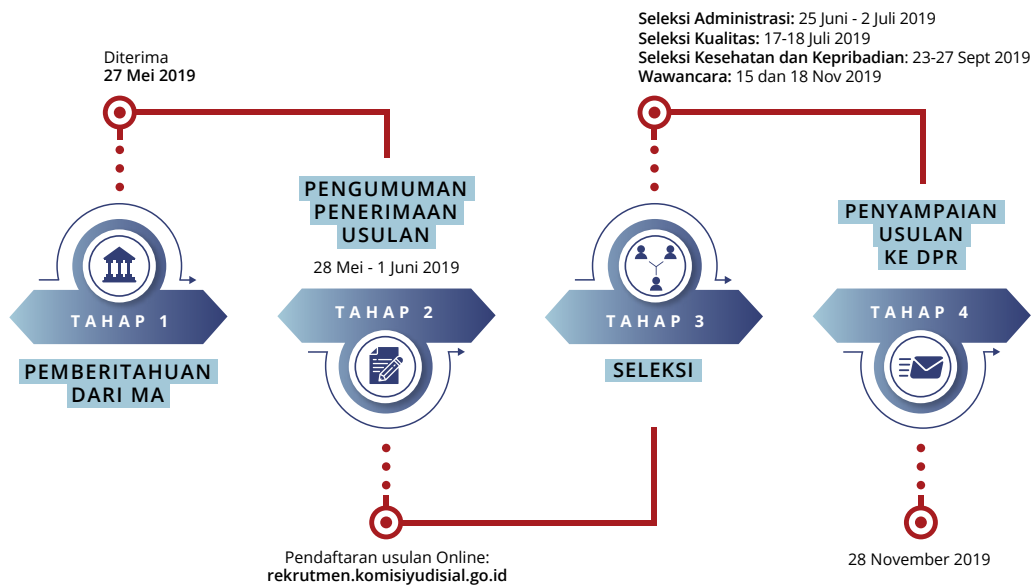 Diterima
27 Mei 2019
TAHAP 1
PEMBERITAHUAN
DARI MA
PENGUMUMAN
PENERIMAAN
USULAN
28 Mei - 1 Juni 2019
TAHAP 2
Pendaftaran usulan Online:
rekrutmen.komisiyudisial.go.id
Seleksi Administrasi: 25 Juni - 2 Juli 2019
Seleksi Kualitas: 17-18 Juli 2019
Seleksi Kesehatan dan Kepribadian: 23-27 Sept 2019
Wawancara: 15 dan 18 Nov 2019
TAHAP 3
SELEKSI
PENYAMPAIAN
USULAN
KE DPR
TAHAP 4
28 November 2019